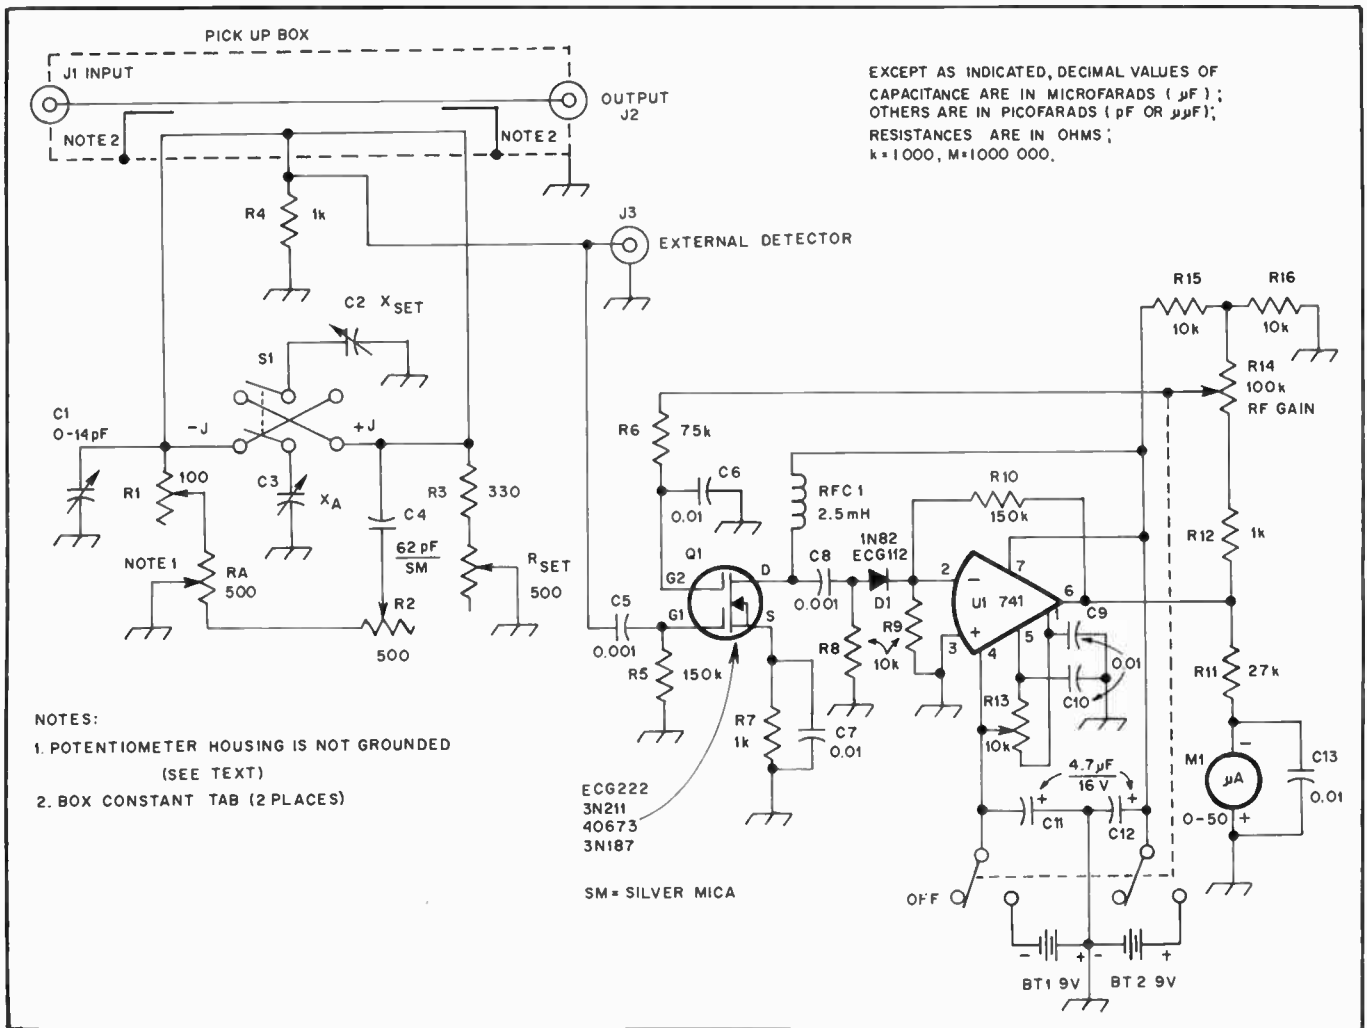 PICK UP BOX
J1 INPUT
OUTPUT
J2
NOTE 2
NOTE 2
EXCEPT AS INDICATED, DECIMAL VALUES OF
CAPACITANCE ARE IN MICROFARADS ( µF ) ;
OTHERS ARE IN PICOFARADS ( pF OR µµF);
RESISTANCES ARE IN OHMS ;
k = 1000, M=1000 000.
R4
1k
J3
EXTERNAL DETECTOR
C2 XSET
S1
C1
0-14pF
-J
+J
R1
100
C3
XA
C4
62 pF
SM
R3
330
NOTE 1
RA
500
R2
500
RSET
500
R15
10k
R16
10k
R14
100k
RF GAIN
R6
75k
C6
0.01
RFC 1
2.5mH
R10
150k
R12
1k
Q1
G2
G1
D
S
C8
0.001
1N82
ECG112
D1
2
3
4
5
7
1
6
-
+
U1 741
C9
0.01
C10
C5
0.001
R5
150k
R8
R9
10k
R7
1k
C7
0.01
R13
10k
R11
27k
4.7µF
16 V
+
+
C11
C12
M1
-
µA
0-50
+
C13
0.01
NOTES:
1. POTENTIOMETER HOUSING IS NOT GROUNDED
(SEE TEXT)
2. BOX CONSTANT TAB (2 PLACES)
ECG222
3N211
40673
3N187
SM = SILVER MICA
OFF
-
+
-
+
BT1 9V
BT2 9V